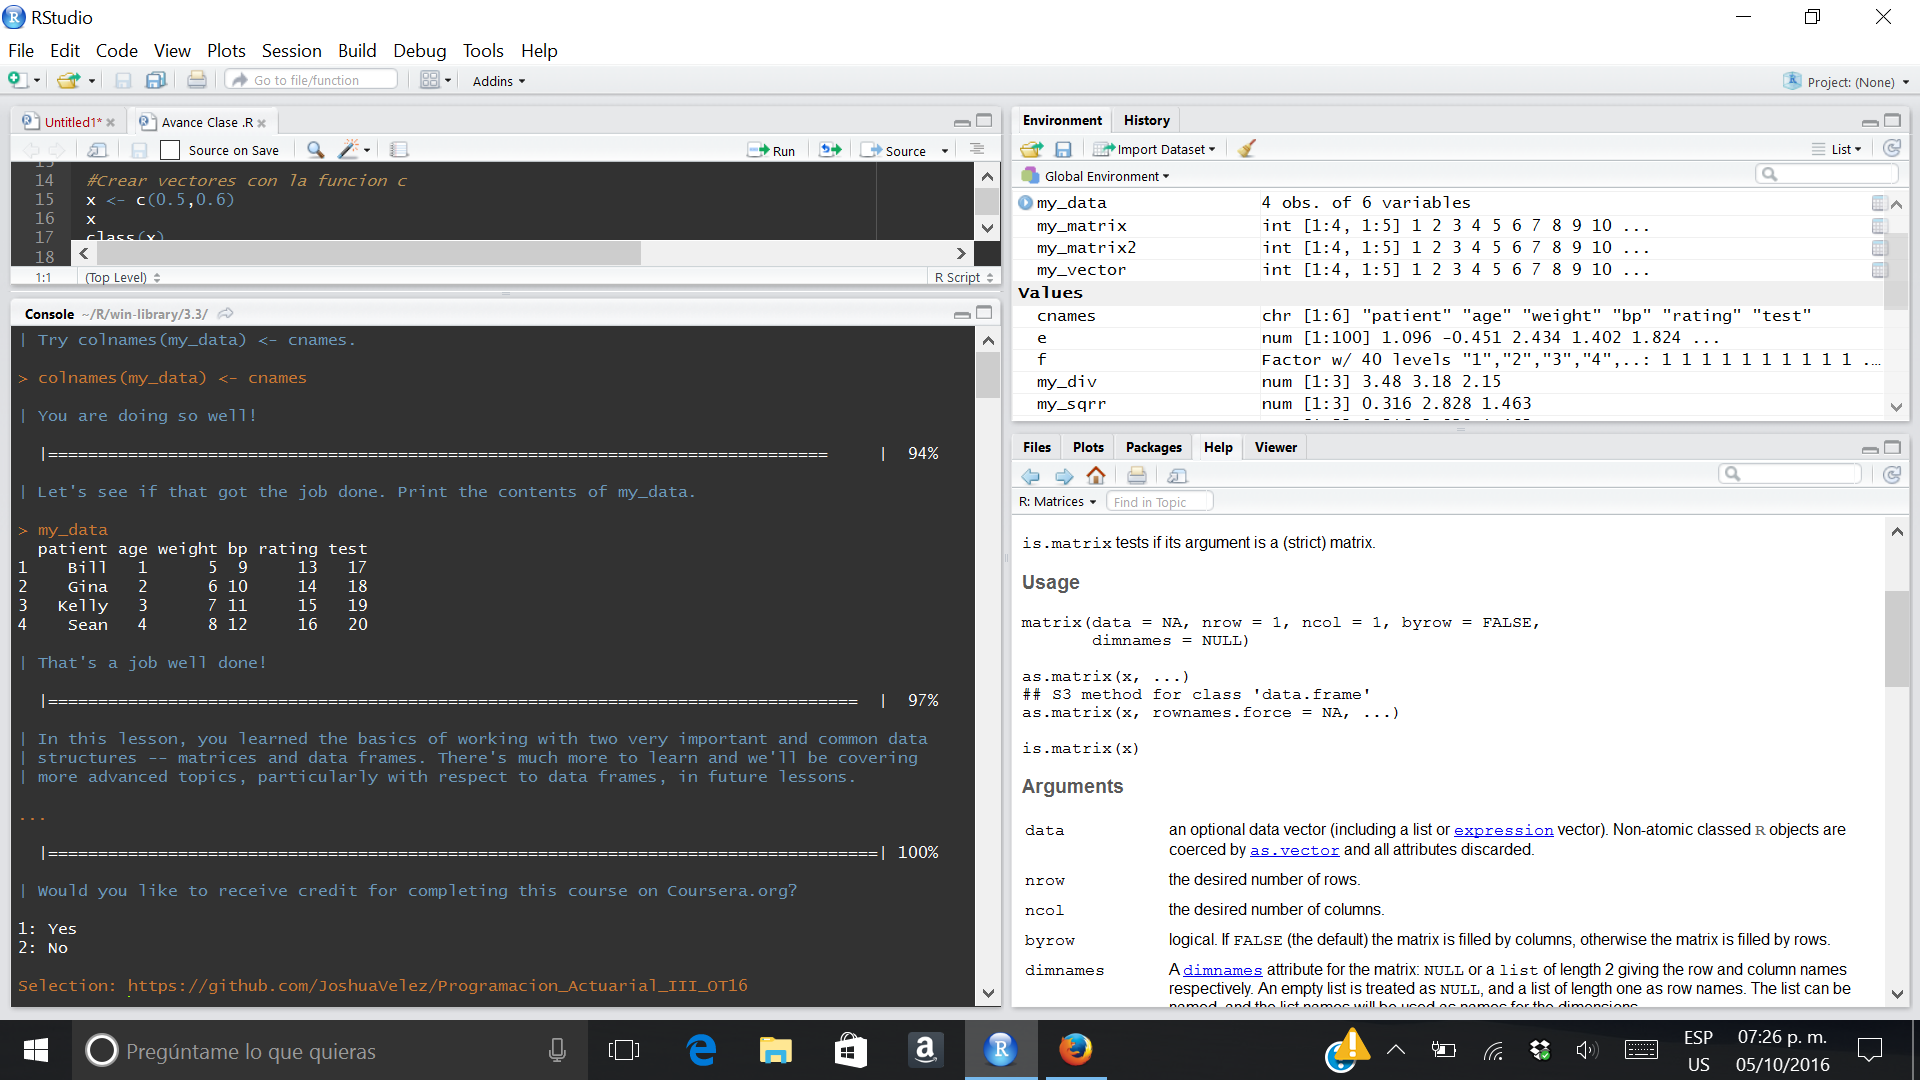 RStudio
File Edit Code View Plots Session Build Debug Tools Help
Go to file/function Addins Project: (None)
Untitled1* Avance Clase .R
Source on Save Run Source
14 #Crear vectores con la funcion c
15 x <- c(0.5,0.6)
16 x
17 class(x)
18
1:1 (Top Level) R Script
Console ~/R/win-library/3.3/
| Try colnames(my_data) <- cnames.
> colnames(my_data) <- cnames
| You are doing so well!
|==============================================================================     | 94%
| Let's see if that got the job done. Print the contents of my_data.
> my_data
patient age weight bp rating test
1 Bill 1 5 9 13 17
2 Gina 2 6 10 14 18
3 Kelly 3 7 11 15 19
4 Sean 4 8 12 16 20
| That's a job well done!
|=================================================================================  | 97%
| In this lesson, you learned the basics of working with two very important and common data
| structures -- matrices and data frames. There's much more to learn and we'll be covering
| more advanced topics, particularly with respect to data frames, in future lessons.
...
|===================================================================================| 100%
| Would you like to receive credit for completing this course on Coursera.org?
1: Yes
2: No
Selection: https://github.com/JoshuaVelez/Programacion_Actuarial_III_OT16
Environment History
Import Dataset List
Global Environment
my_data 4 obs. of 6 variables
my_matrix int [1:4, 1:5] 1 2 3 4 5 6 7 8 9 10 ...
my_matrix2 int [1:4, 1:5] 1 2 3 4 5 6 7 8 9 10 ...
my_vector int [1:4, 1:5] 1 2 3 4 5 6 7 8 9 10 ...
Values
cnames chr [1:6] "patient" "age" "weight" "bp" "rating" "test"
e num [1:100] 1.096 -0.451 2.434 1.402 1.824 ...
f Factor w/ 40 levels "1","2","3","4",..: 1 1 1 1 1 1 1 1 1 1 ...
my_div num [1:3] 3.48 3.18 2.15
my_sqrr num [1:3] 0.316 2.828 1.463
Files Plots Packages Help Viewer
R: Matrices Find in Topic
is.matrix tests if its argument is a (strict) matrix.
Usage
matrix(data = NA, nrow = 1, ncol = 1, byrow = FALSE,
dimnames = NULL)
as.matrix(x, ...)
## S3 method for class 'data.frame'
as.matrix(x, rownames.force = NA, ...)
is.matrix(x)
Arguments
data an optional data vector (including a list or expression vector). Non-atomic classed R objects are
coerced by as.vector and all attributes discarded.
nrow the desired number of rows.
ncol the desired number of columns.
byrow logical. If FALSE (the default) the matrix is filled by columns, otherwise the matrix is filled by rows.
dimnames A dimnames attribute for the matrix: NULL or a list of length 2 giving the row and column names
respectively. An empty list is treated as NULL, and a list of length one as row names. The list can be
named, and the list names will be used as names for the dimensions.
Pregúntame lo que quieras
ESP 07:26 p. m.
US 05/10/2016